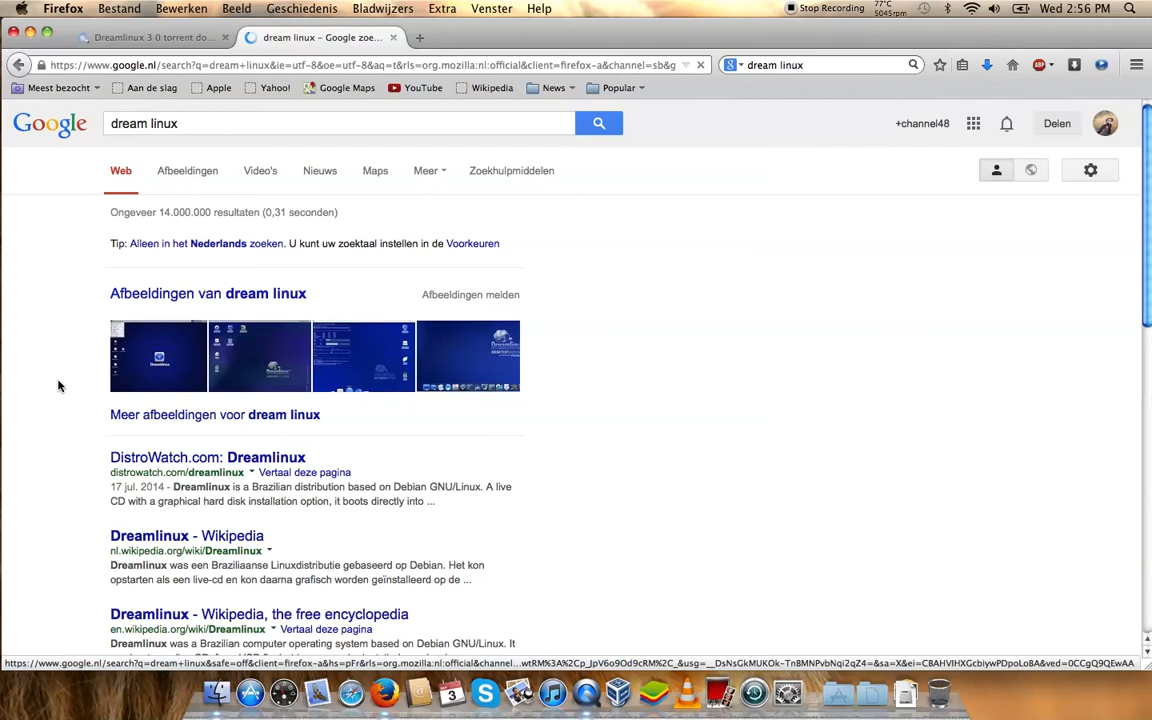 Firefox Bestand Bewerken Beeld Geschiedenis Bladwijzers Extra Venster Help Stop Recording 77°C 5045rpm Wed 2:56 PM
Dreamlinux 3 0 torrent do... dream linux – Google zoe...
https://www.google.nl/search?q=dream+linux&ie=utf-8&oe=utf-8&aq=t&rls=org.mozilla:nl:official&client=firefox-a&channel=sb&g dream linux
Meest bezocht Aan de slag Apple Yahoo! Google Maps YouTube Wikipedia News Popular
Google dream linux +channel48 Delen
Web Afbeeldingen Video's Nieuws Maps Meer Zoekhulpmiddelen
Ongeveer 14.000.000 resultaten (0,31 seconden)
Tip: Alleen in het Nederlands zoeken. U kunt uw zoektaal instellen in de Voorkeuren
Afbeeldingen van dream linux Afbeeldingen melden
Meer afbeeldingen voor dream linux
DistroWatch.com: Dreamlinux
distrowatch.com/dreamlinux Vertaal deze pagina
17 jul. 2014 - Dreamlinux is a Brazilian distribution based on Debian GNU/Linux. A live
CD with a graphical hard disk installation option, it boots directly into ...
Dreamlinux - Wikipedia
nl.wikipedia.org/wiki/Dreamlinux
Dreamlinux was een Braziliaanse Linuxdistributie gebaseerd op Debian. Het kon
opstarten als een live-cd en kon daarna grafisch worden geïnstalleerd op de ...
Dreamlinux - Wikipedia, the free encyclopedia
en.wikipedia.org/wiki/Dreamlinux Vertaal deze pagina
Dreamlinux was a Brazilian computer operating system based on Debian GNU/Linux. It